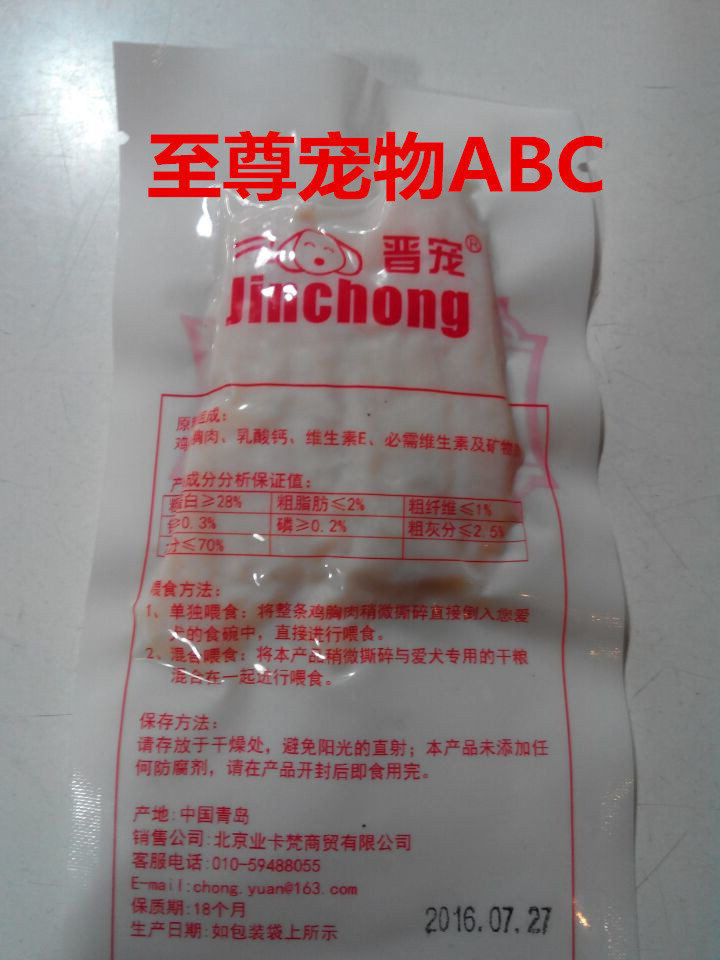 至尊宠物ABC
晋宠®
Jinchong
原料组成:
鸡胸肉、乳酸钙、维生素E、必需维生素及矿物
产 成分分析保证值:
粗 白≥28% 粗脂肪≤2% 粗纤维≤1%
≥0.3% 磷≥0.2% 粗灰分≤2.5%
≤70%
喂食方法:
1、单独喂食: 将整条鸡胸肉稍微撕碎直接倒入您爱
犬的食碗中, 直接进行喂食。
2、混合喂食: 将本产品稍微撕碎与爱犬专用的干粮
混合在一起进行喂食。
保存方法:
请存放于干燥处, 避免阳光的直射; 本产品未添加任
何防腐剂, 请在产品开封后即食用完。
产地:中国青岛
销售公司:北京业卡梵商贸有限公司
客服电话:010-59488055
E-mail:chong.yuan@163.com
保质期:18个月
生产日期:如包装袋上所示
2016.07.27